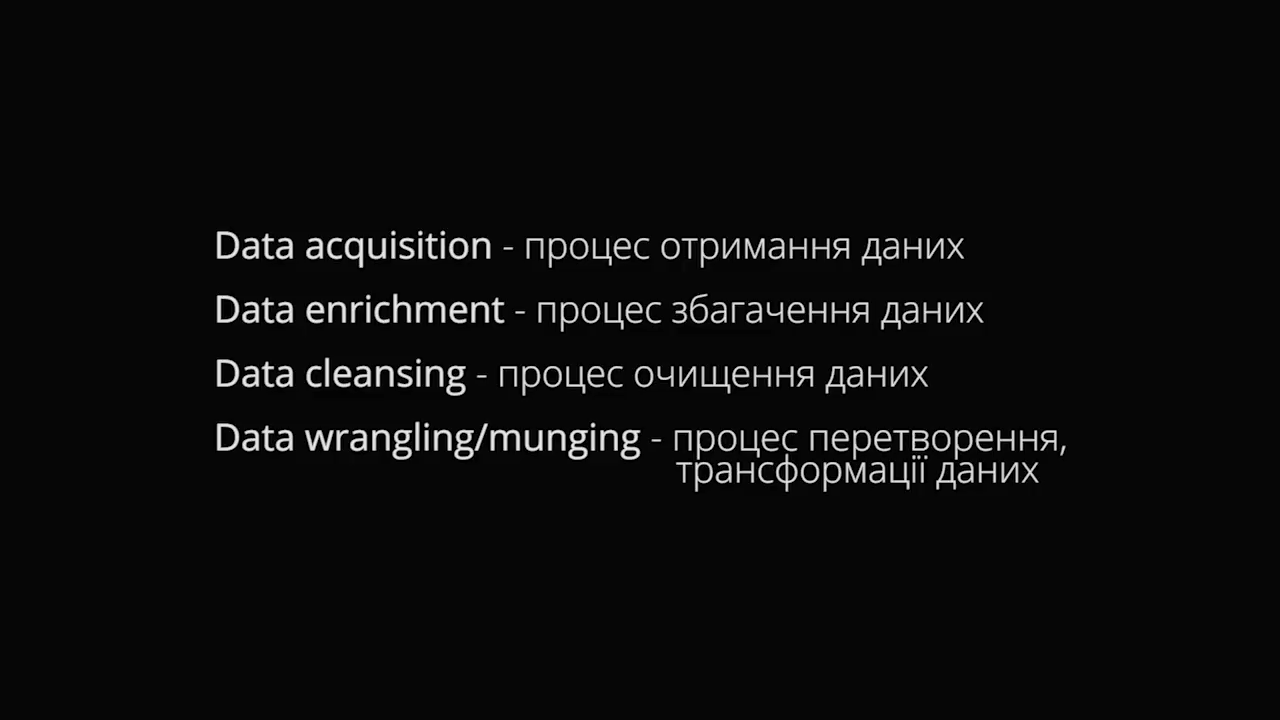 Data acquisition - процес отримання даних
Data enrichment - процес збагачення даних
Data cleansing - процес очищення даних
Data wrangling/munging - процес перетворення,
трансформації даних